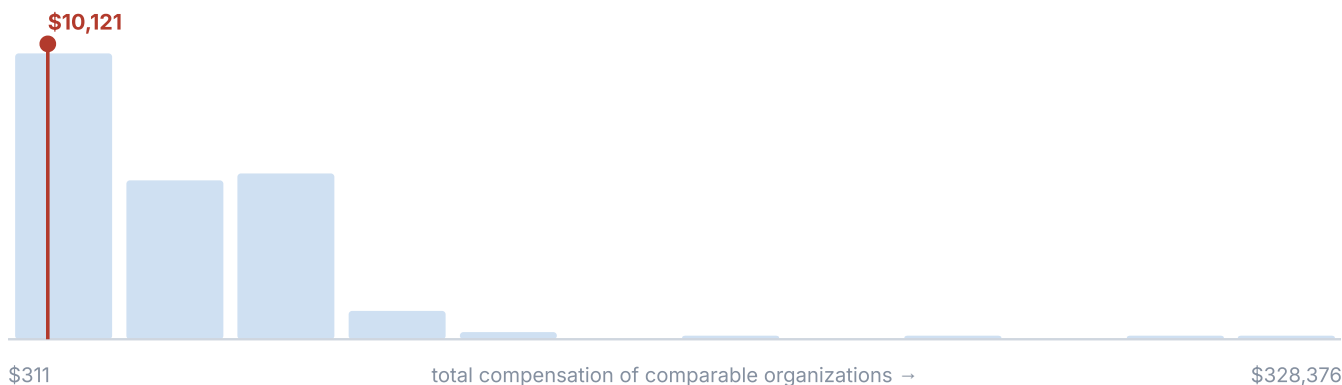 $10,121
$311 total compensation of comparable organizations → $328,376